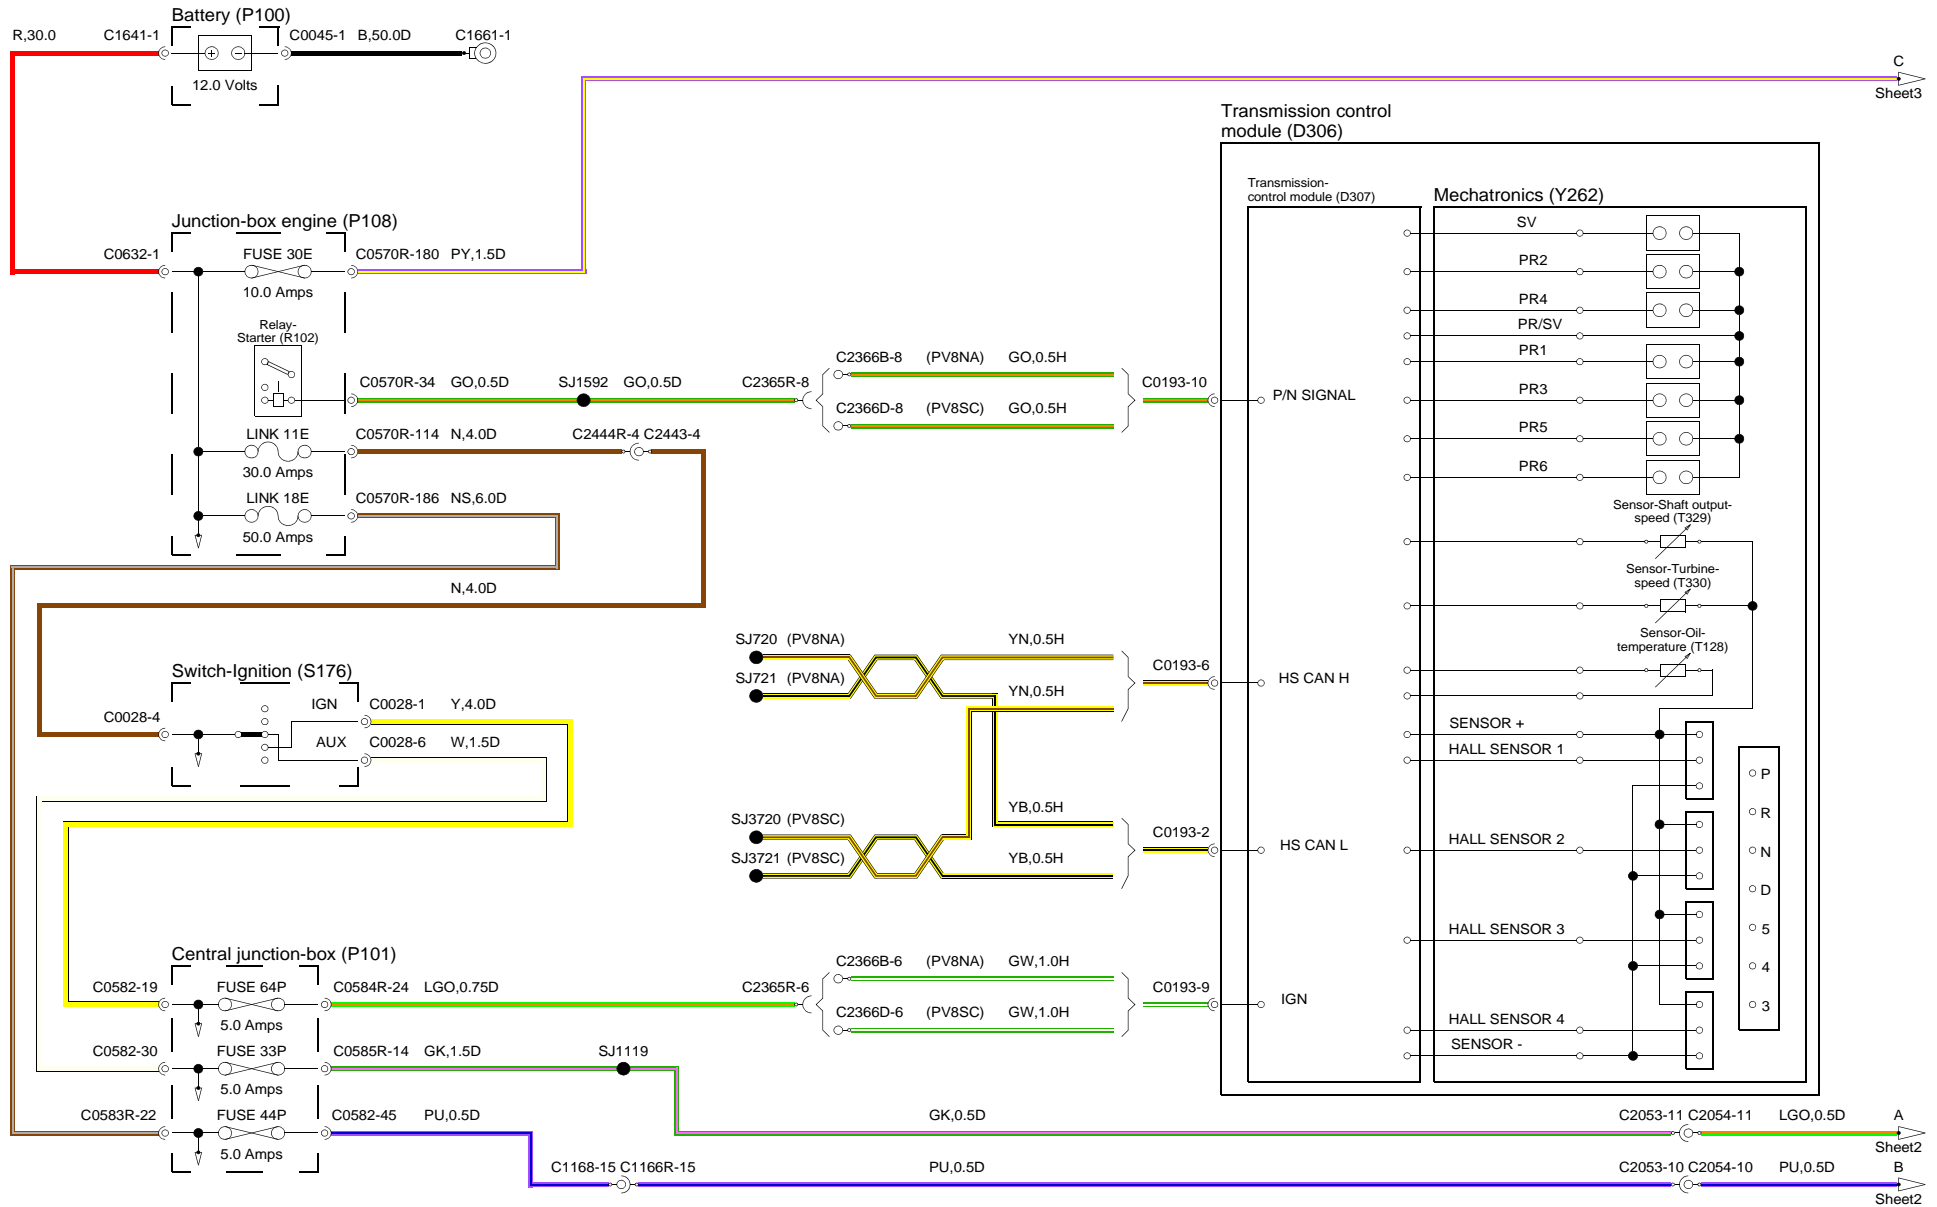 Battery (P100)
R,30.0
C1641-1
C0045-1
B,50.0D
C1661-1
12.0 Volts
C
Sheet3
Transmission control
module (D306)
Transmission-
control module (D307)
Mechatronics (Y262)
Junction-box engine (P108)
C0632-1
FUSE 30E
C0570R-180
PY,1.5D
10.0 Amps
Relay-
Starter (R102)
C0570R-34
GO,0.5D
SJ1592
GO,0.5D
C2365R-8
C2366B-8
(PV8NA)
GO,0.5H
C2366D-8
(PV8SC)
GO,0.5H
C0193-10
P/N SIGNAL
LINK 11E
C0570R-114
N,4.0D
C2444R-4
C2443-4
30.0 Amps
LINK 18E
C0570R-186
NS,6.0D
50.0 Amps
N,4.0D
SV
PR2
PR4
PR/SV
PR1
PR3
PR5
PR6
Sensor-Shaft output-
speed (T329)
Sensor-Turbine-
speed (T330)
Sensor-Oil-
temperature (T128)
SJ720
(PV8NA)
YN,0.5H
SJ721
(PV8NA)
YN,0.5H
C0193-6
HS CAN H
Switch-Ignition (S176)
C0028-4
IGN
C0028-1
Y,4.0D
AUX
C0028-6
W,1.5D
SENSOR +
HALL SENSOR 1
SJ3720
(PV8SC)
YB,0.5H
SJ3721
(PV8SC)
YB,0.5H
C0193-2
HS CAN L
HALL SENSOR 2
HALL SENSOR 3
HALL SENSOR 4
SENSOR -
P
R
N
D
5
4
3
Central junction-box (P101)
C0582-19
FUSE 64P
C0584R-24
LGO,0.75D
C2365R-6
C2366B-6
(PV8NA)
GW,1.0H
C2366D-6
(PV8SC)
GW,1.0H
C0193-9
IGN
5.0 Amps
C0582-30
FUSE 33P
C0585R-14
GK,1.5D
SJ1119
5.0 Amps
C0583R-22
FUSE 44P
C0582-45
PU,0.5D
GK,0.5D
C2053-11
C2054-11
LGO,0.5D
A
Sheet2
5.0 Amps
C1168-15
C1166R-15
PU,0.5D
C2053-10
C2054-10
PU,0.5D
B
Sheet2